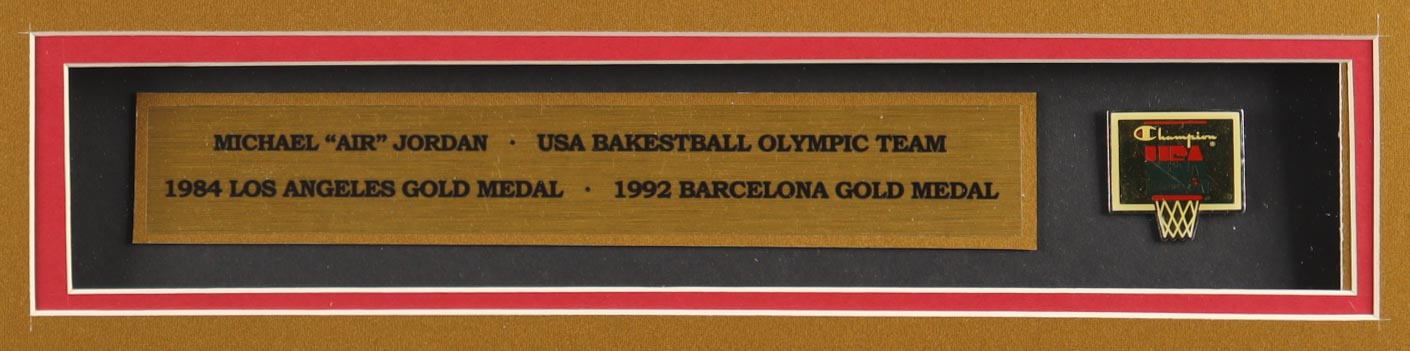 MICHAEL “AIR” JORDAN · USA BAKESTBALL OLYMPIC TEAM
1984 LOS ANGELES GOLD MEDAL · 1992 BARCELONA GOLD MEDAL
Champion
USA